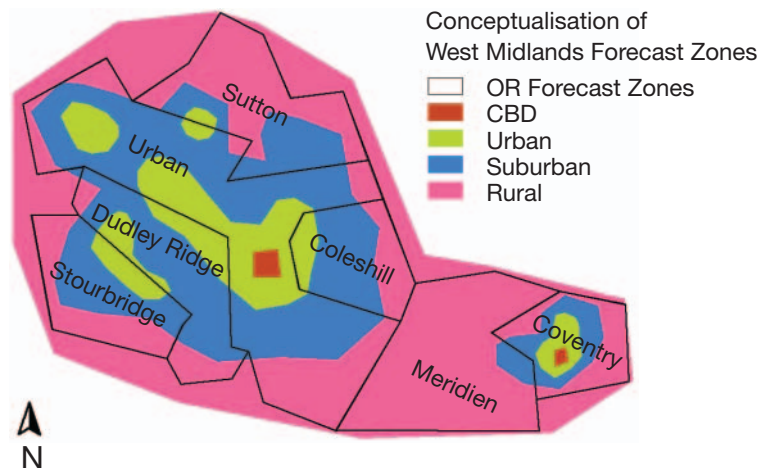 Conceptualisation of
West Midlands Forecast Zones
OR Forecast Zones
CBD
Urban
Suburban
Rural
Sutton
Urban
Dudley Ridge
Coleshill
Stourbridge
Coventry
Meriden
N